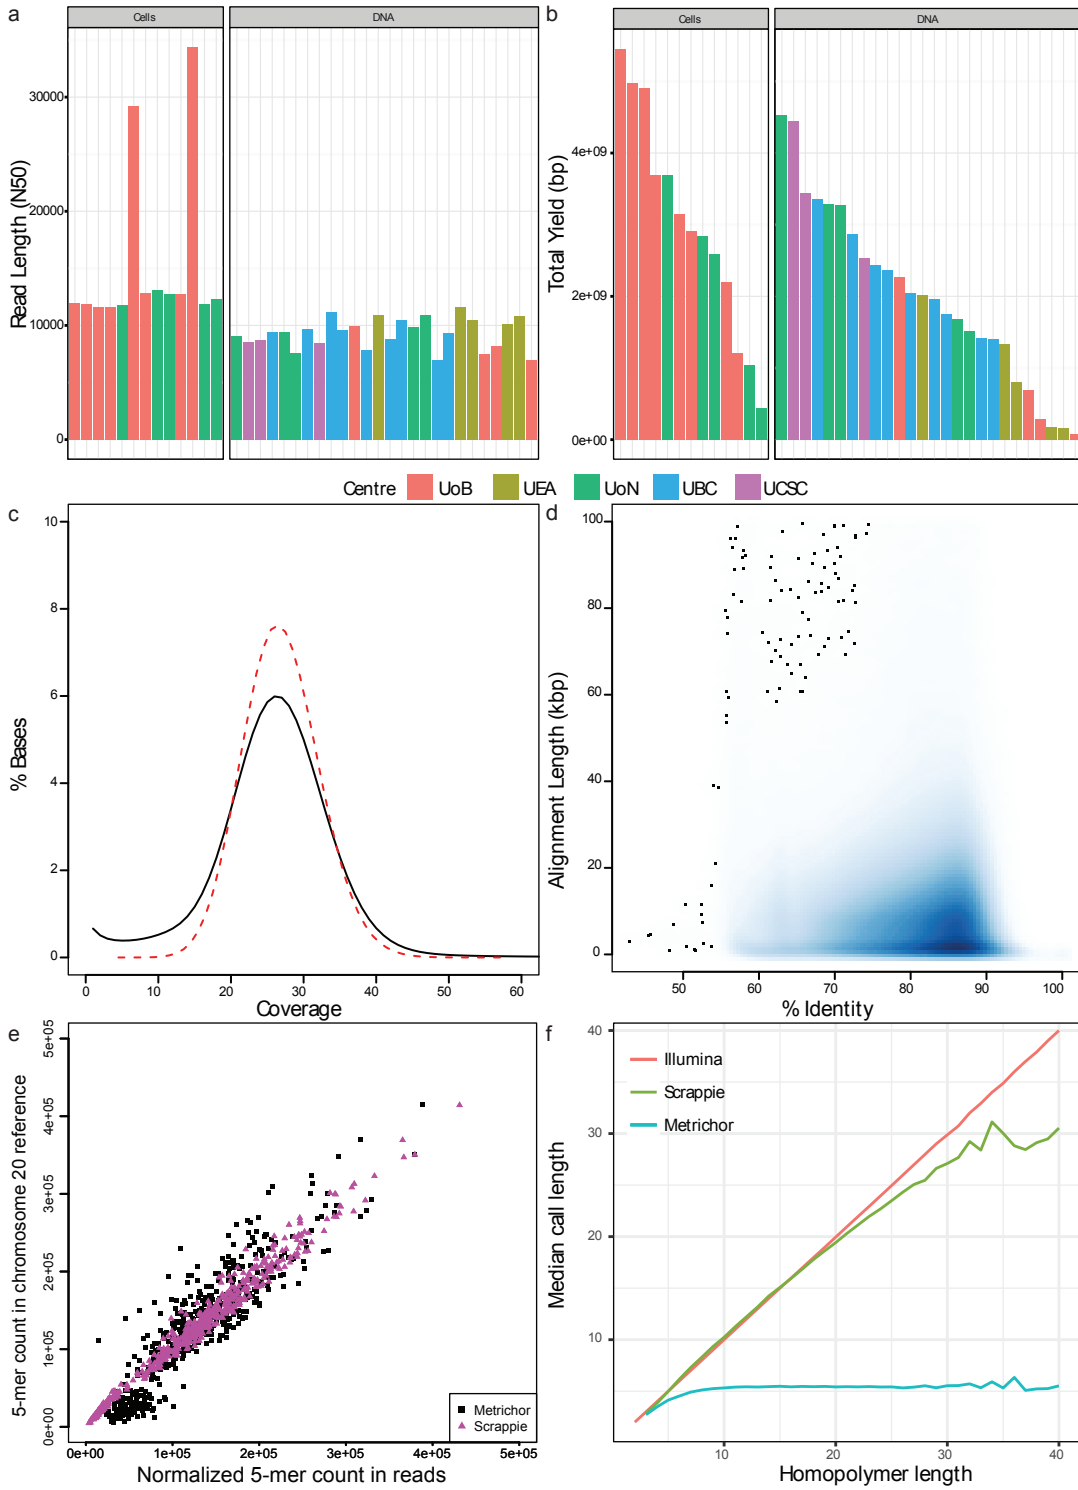 a
Cells
DNA
Read Length (N50)
30000
20000
10000
0
b
Cells
DNA
Total Yield (bp)
4e+09
2e+09
0e+00
Centre UoB UEA UoN UBC UCSC
c
% Bases
10
8
6
4
2
0
0 10 20 30 40 50 60
Coverage
d
Alignment Length (kbp)
100
80
60
40
20
0
50 60 70 80 90 100
% Identity
e
5-mer count in chromosome 20 reference
5e+05
4e+05
3e+05
2e+05
1e+05
0e+00
Metrichor
Scrappie
0e+00 1e+05 2e+05 3e+05 4e+05 5e+05
Normalized 5-mer count in reads
f
Median call length
40
30
20
10
Illumina
Scrappie
Metrichor
10 20 30 40
Homopolymer length